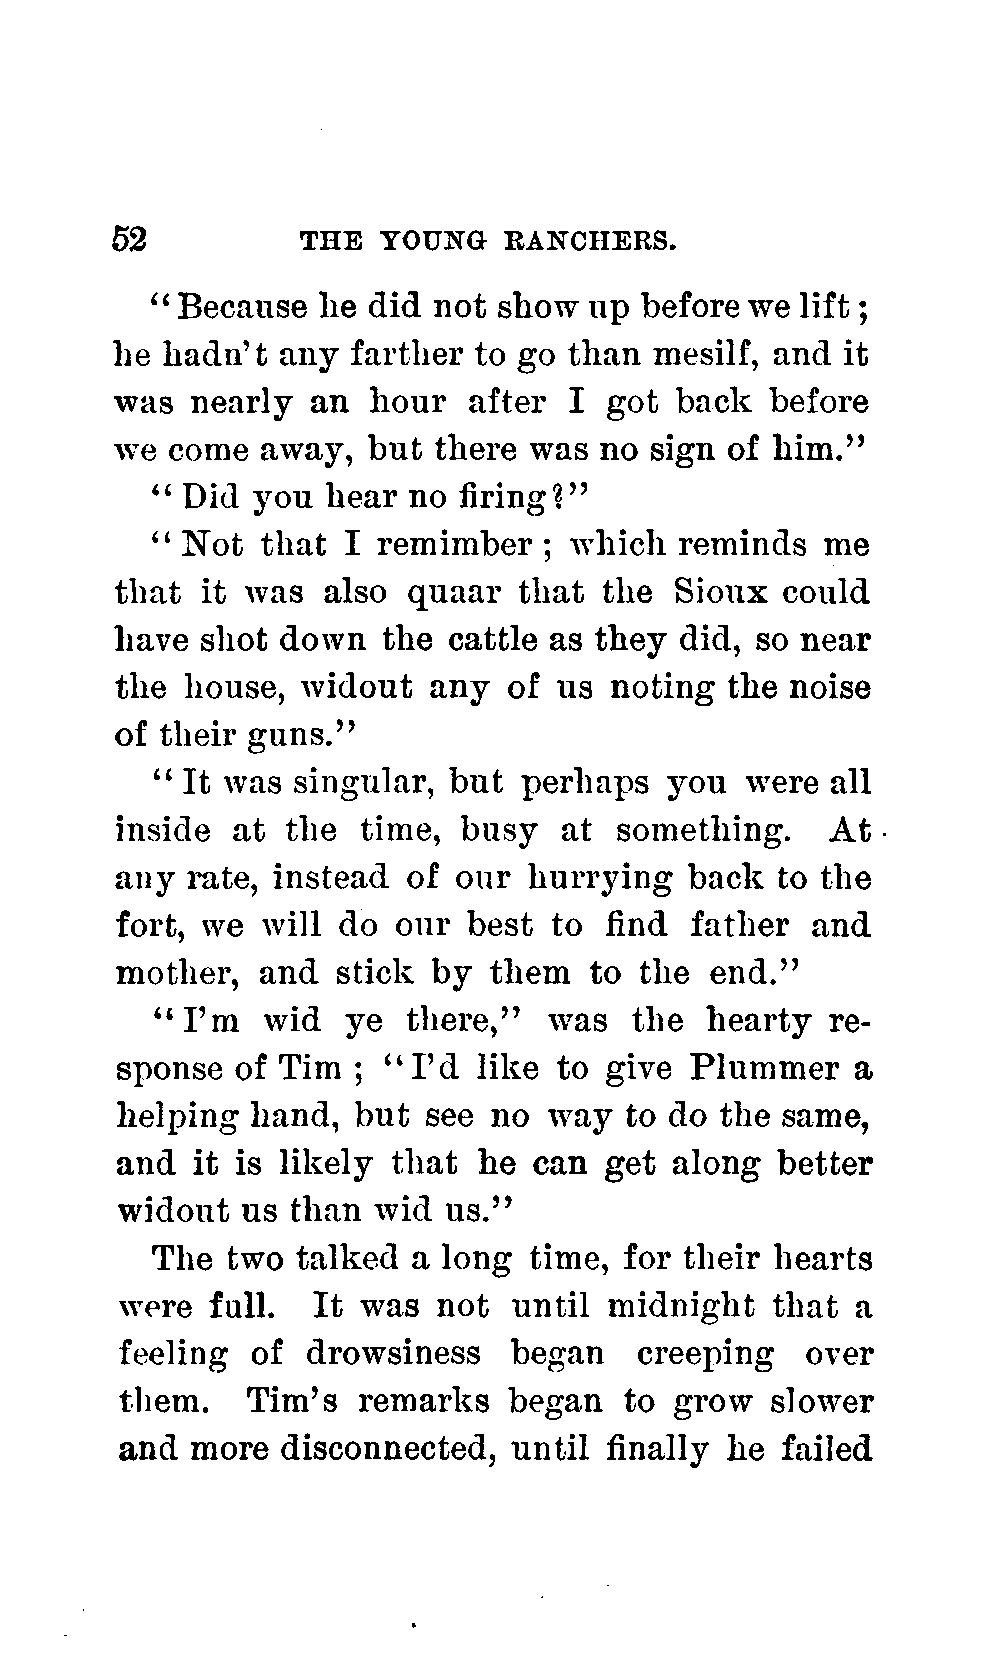 52 THE YOUNG RANCHERS.
"Because he did not show up before we lift;
he hadn't any farther to go than mesilf, and it
was nearly an hour after I got back before
we come away, but there was no sign of him."
"Did you hear no firing?"
"Not that I remimber; which reminds me
that it was also quaar that the Sioux could
have shot down the cattle as they did, so near
the house, widout any of us noting the noise
of their guns."
"It was singular, but perhaps you were all
inside at the time, busy at something. At
any rate, instead of our hurrying back to the
fort, we will do our best to find father and
mother, and stick by them to the end."
"I'm wid ye there," was the hearty re-
sponse of Tim; "I'd like to give Plummer a
helping hand, but see no way to do the same,
and it is likely that he can get along better
widout us than wid us."
The two talked a long time, for their hearts
were full. It was not until midnight that a
feeling of drowsiness began creeping over
them. Tim's remarks began to grow slower
and more disconnected, until finally he failed